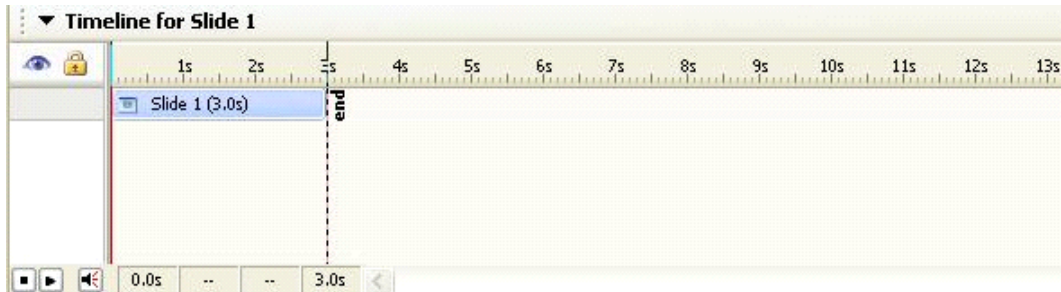 Timeline for Slide 1
1s 2s 3s 4s 5s 6s 7s 8s 9s 10s 11s 12s 13s
Slide 1 (3.0s)
end
0.0s -- -- 3.0s